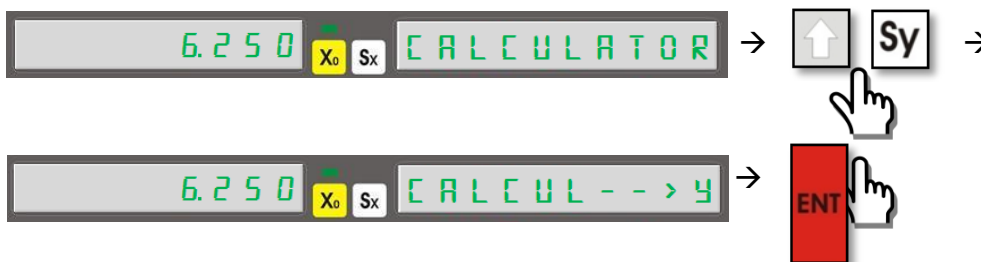 6.250 X₀ Sx CALCULATOR → Sy →
6.250 X₀ Sx CALCUL-->Y → ENT